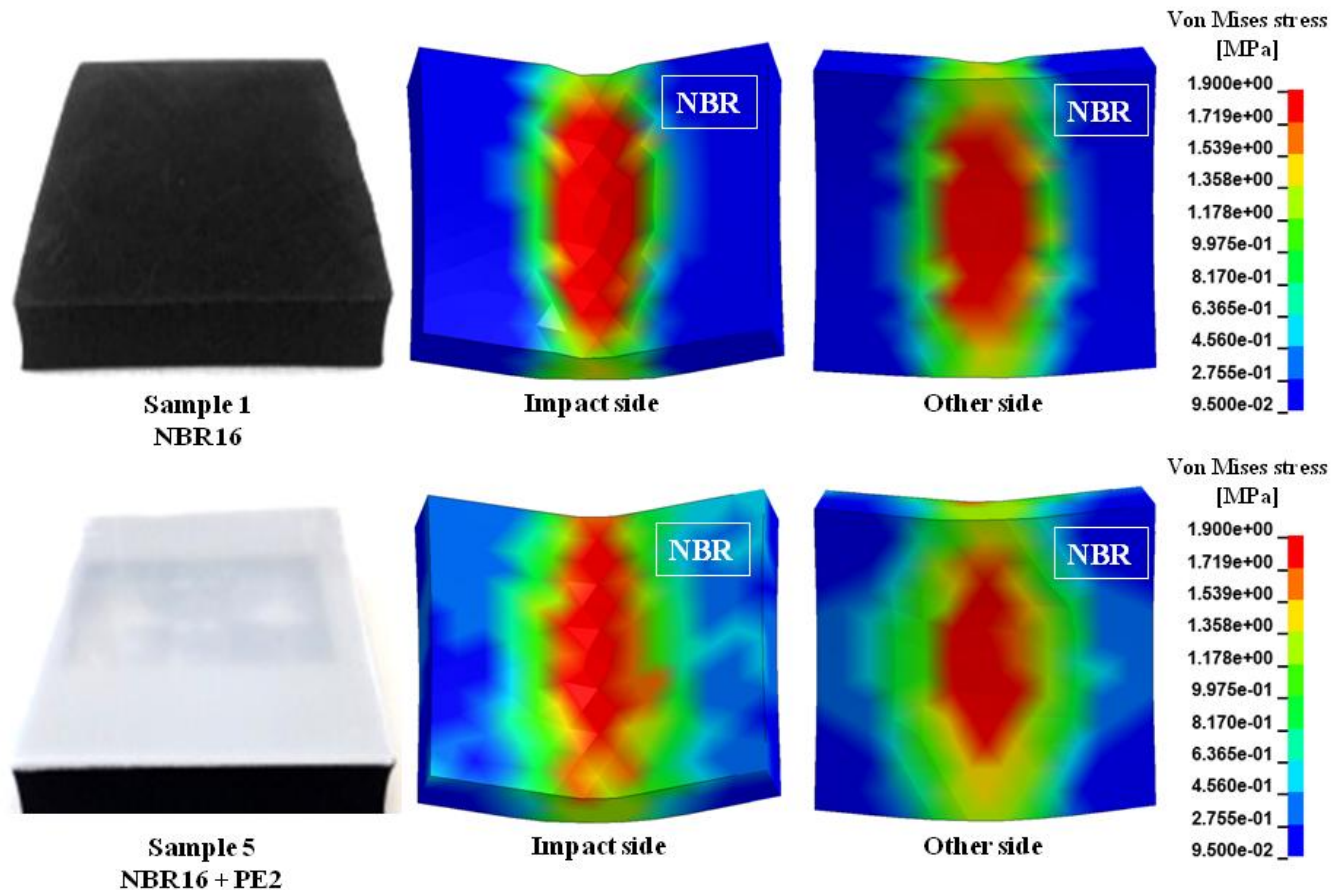 Von Mises stress
[MPa]
NBR
NBR
1.900e+00
1.719e+00
1.539e+00
1.358e+00
1.178e+00
9.975e-01
8.170e-01
6.365e-01
4.560e-01
2.755e-01
9.500e-02
Sample 1
NBR16
Impact side
Other side
Von Mises stress
[MPa]
NBR
NBR
1.900e+00
1.719e+00
1.539e+00
1.358e+00
1.178e+00
9.975e-01
8.170e-01
6.365e-01
4.560e-01
2.755e-01
9.500e-02
Sample 5
NBR16 + PE2
Impact side
Other side